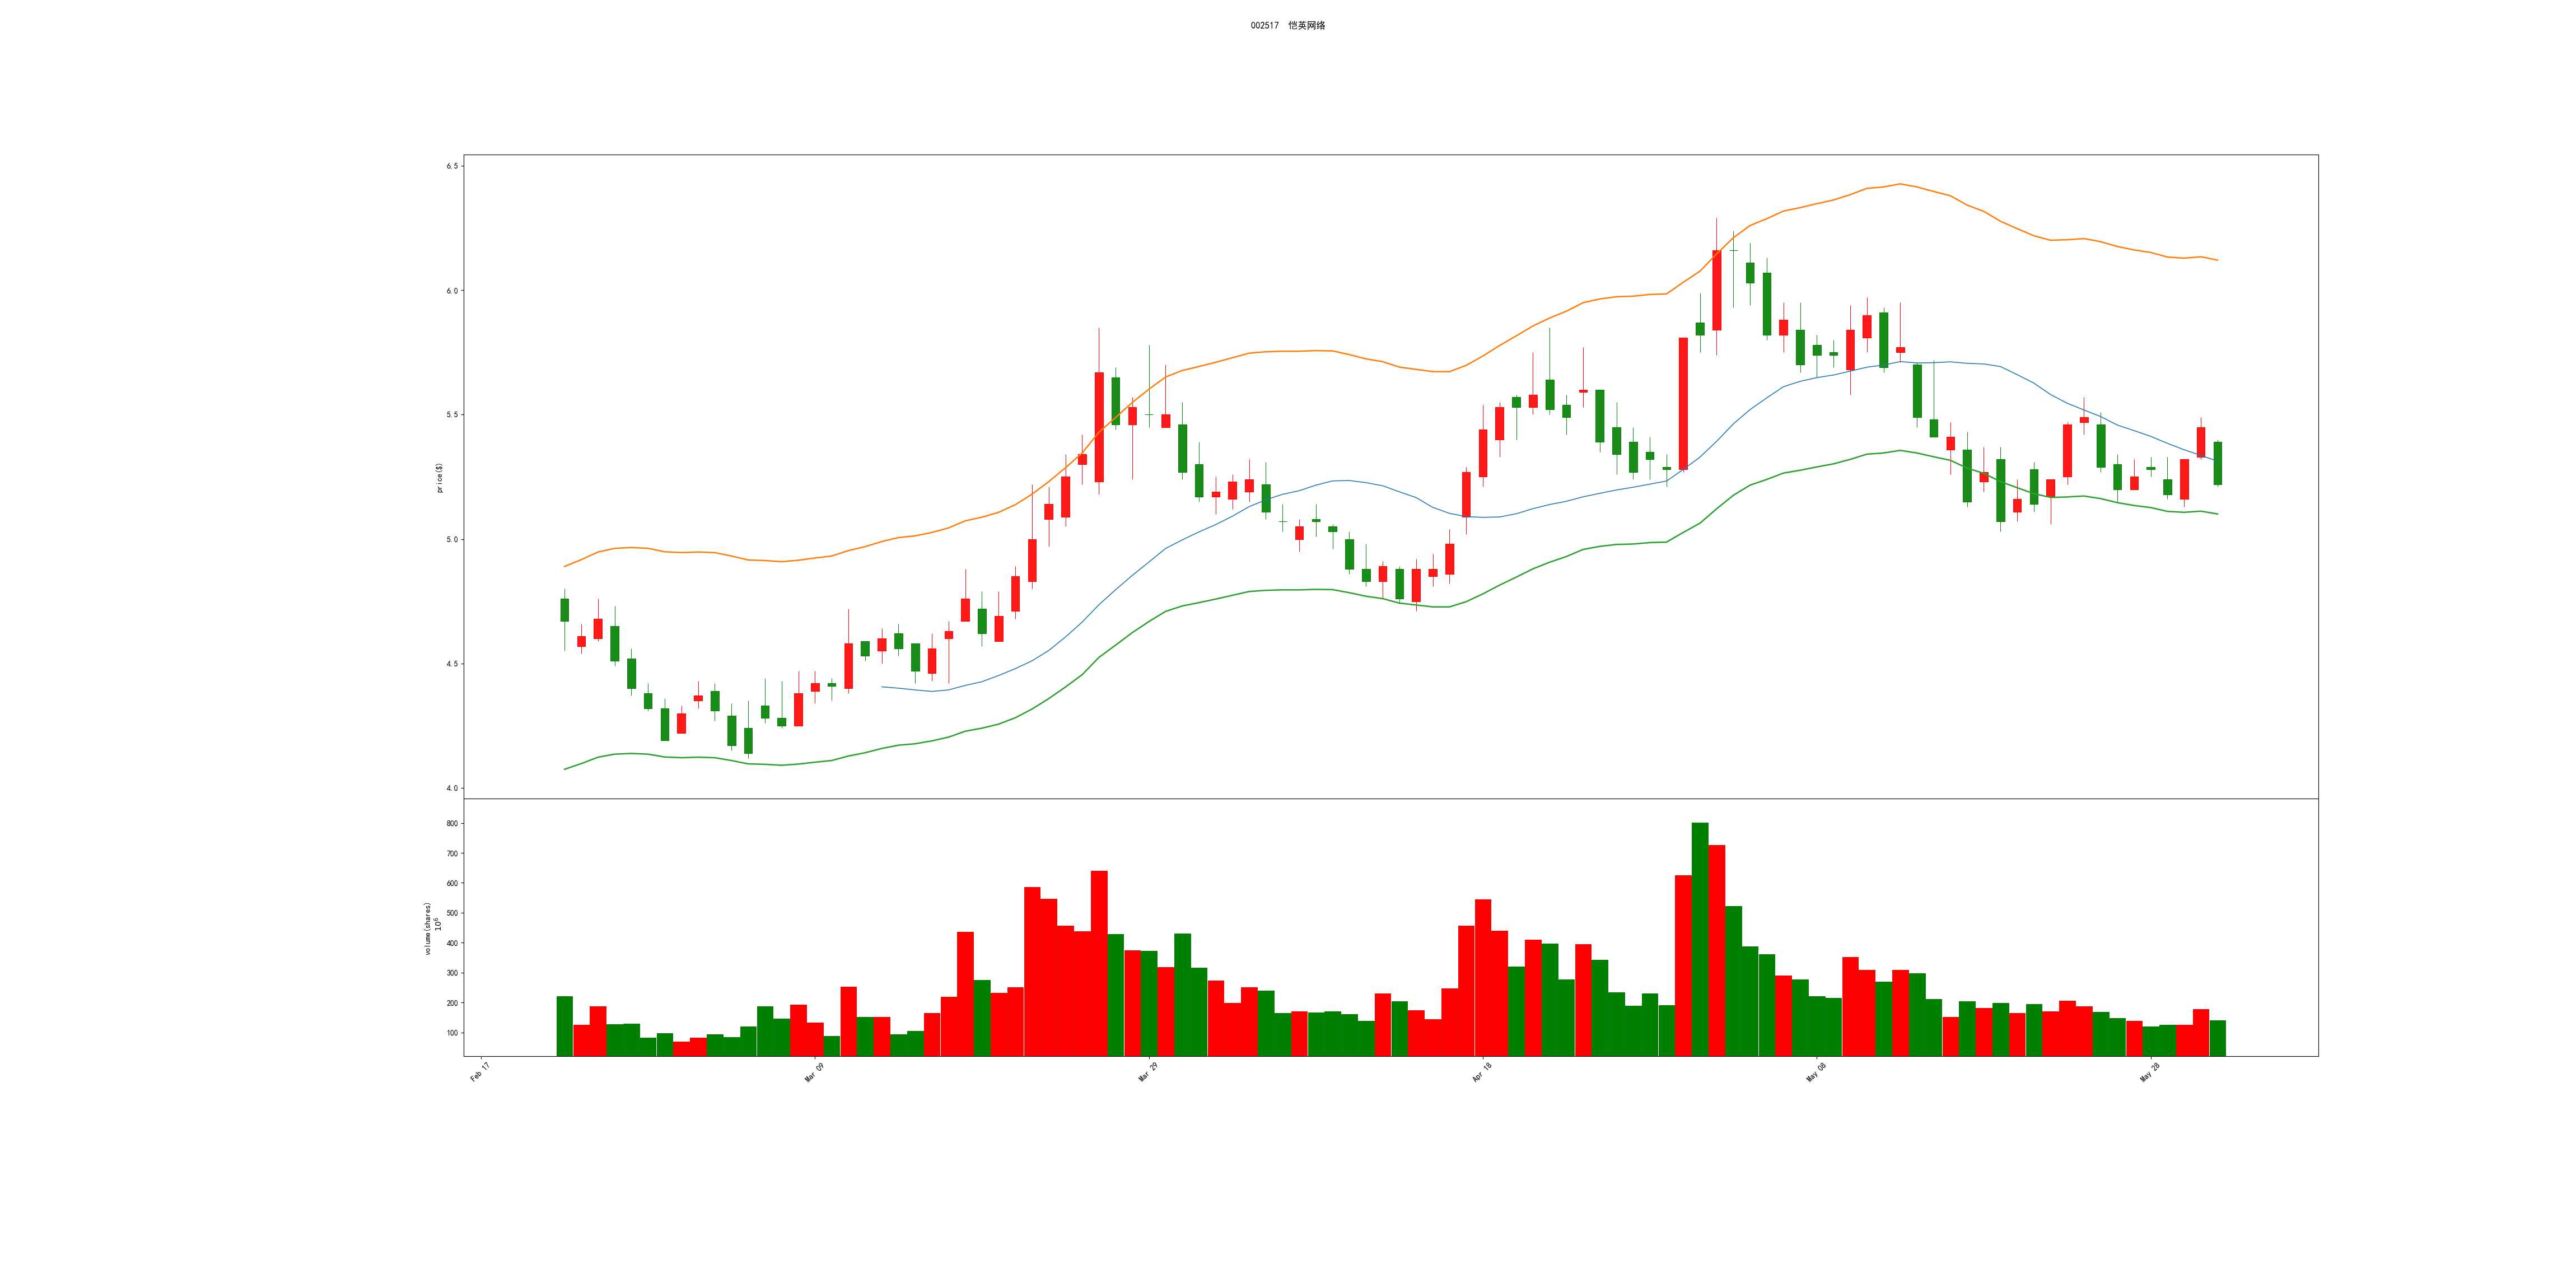 002517 恺英网络
6.5
6.0
5.5
5.0
4.5
4.0
price($)
800
700
600
500
400
300
200
100
volume(shares)
10^6
Feb 17
Mar 09
Mar 29
Apr 18
May 08
May 28